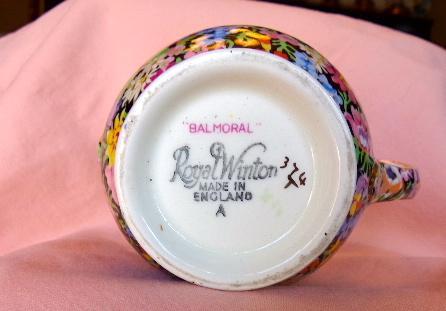 "BALMORAL"
Royal Winton
MADE IN
ENGLAND
A